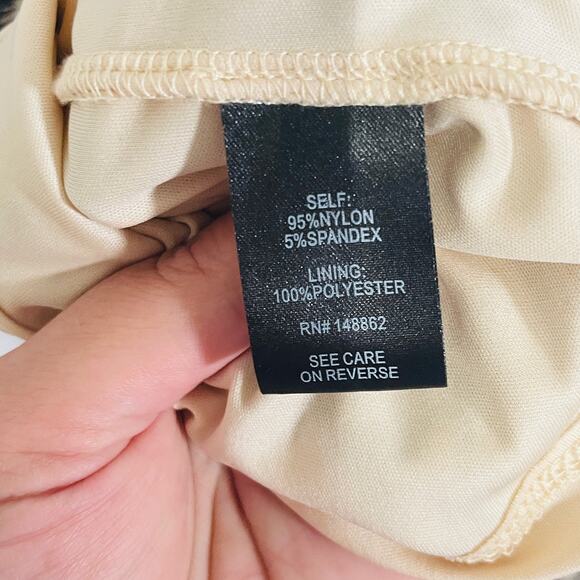 SELF:
95%NYLON
5%SPANDEX
LINING:
100%POLYESTER
RN# 148862
SEE CARE
ON REVERSE